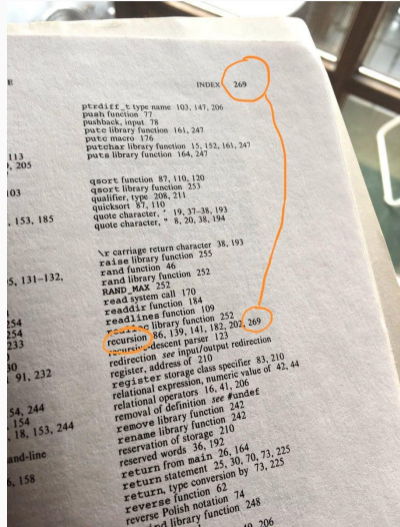 E
INDEX 269
ptrdiff_t type name 103, 147, 206
push function 77
pushback, input 78
putc library function 161, 247
putc macro 176
putchar library function 15, 152, 161, 247
puts library function 164, 247
113
, 205
qsort function 87, 110, 120
qsort library function 253
qualifier, type 208, 211
quicksort 87, 110
quote character, ' 19, 37-38, 193
quote character, " 8, 20, 38, 194
03
, 153, 185
\r carriage return character 38, 193
raise library function 255
rand function 46
rand library function 252
RAND_MAX 252
read system call 170
readdir function 184
readlines function 109
library function 252
recursion 86, 139, 141, 182, 202, 269
recursive-descent parser 123
redirection see input/output redirection
register, address of 210
register storage class specifier 83, 210
relational expression, numeric value of 42, 44
relational operators 16, 41, 206
removal of definition see #undef
remove library function 242
rename library function 242
reservation of storage 210
reserved words 36, 192
return from main 26, 164
return statement 25, 30, 70, 73, 225
return, type conversion by 73, 225
reverse function 62
reverse Polish notation 74
library function 248
49, 206
5, 131-132,
254
254
233
91, 232
54, 244
154
18, 153, 244
and-line
6, 158